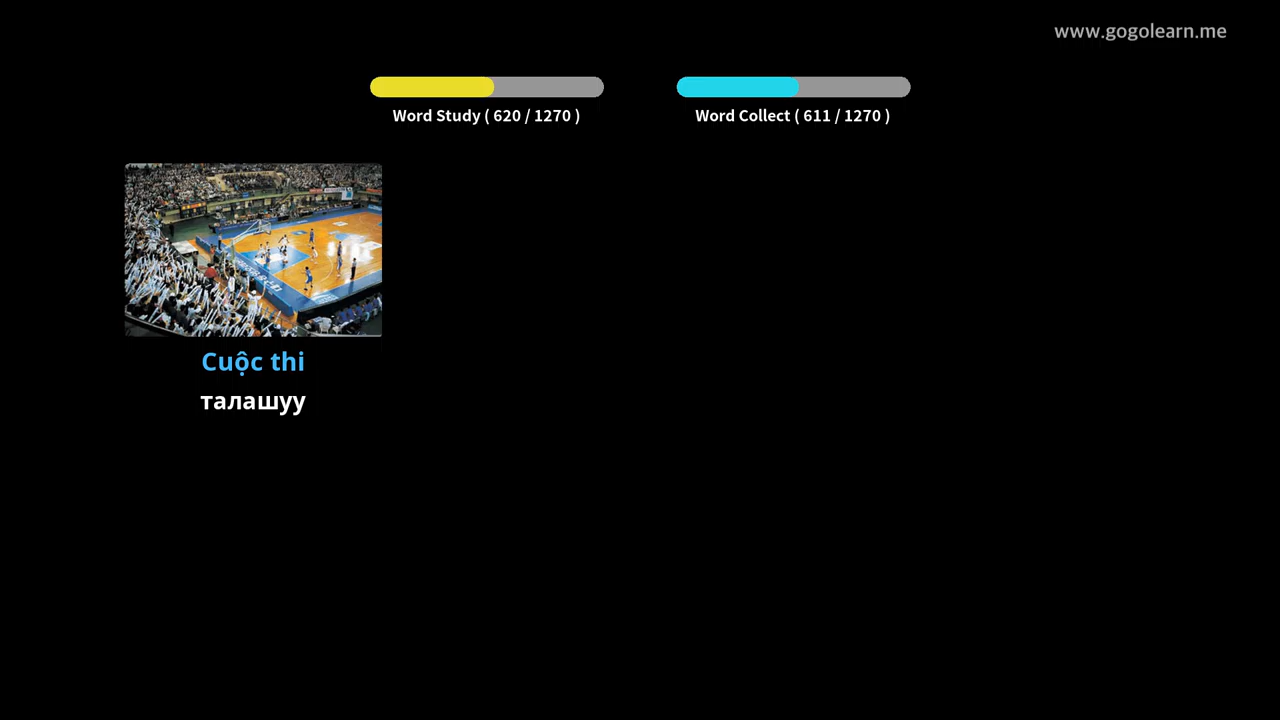 www.gogolearn.me
Word Study ( 620 / 1270 )
Word Collect ( 611 / 1270 )
Cuộc thi
талашуу